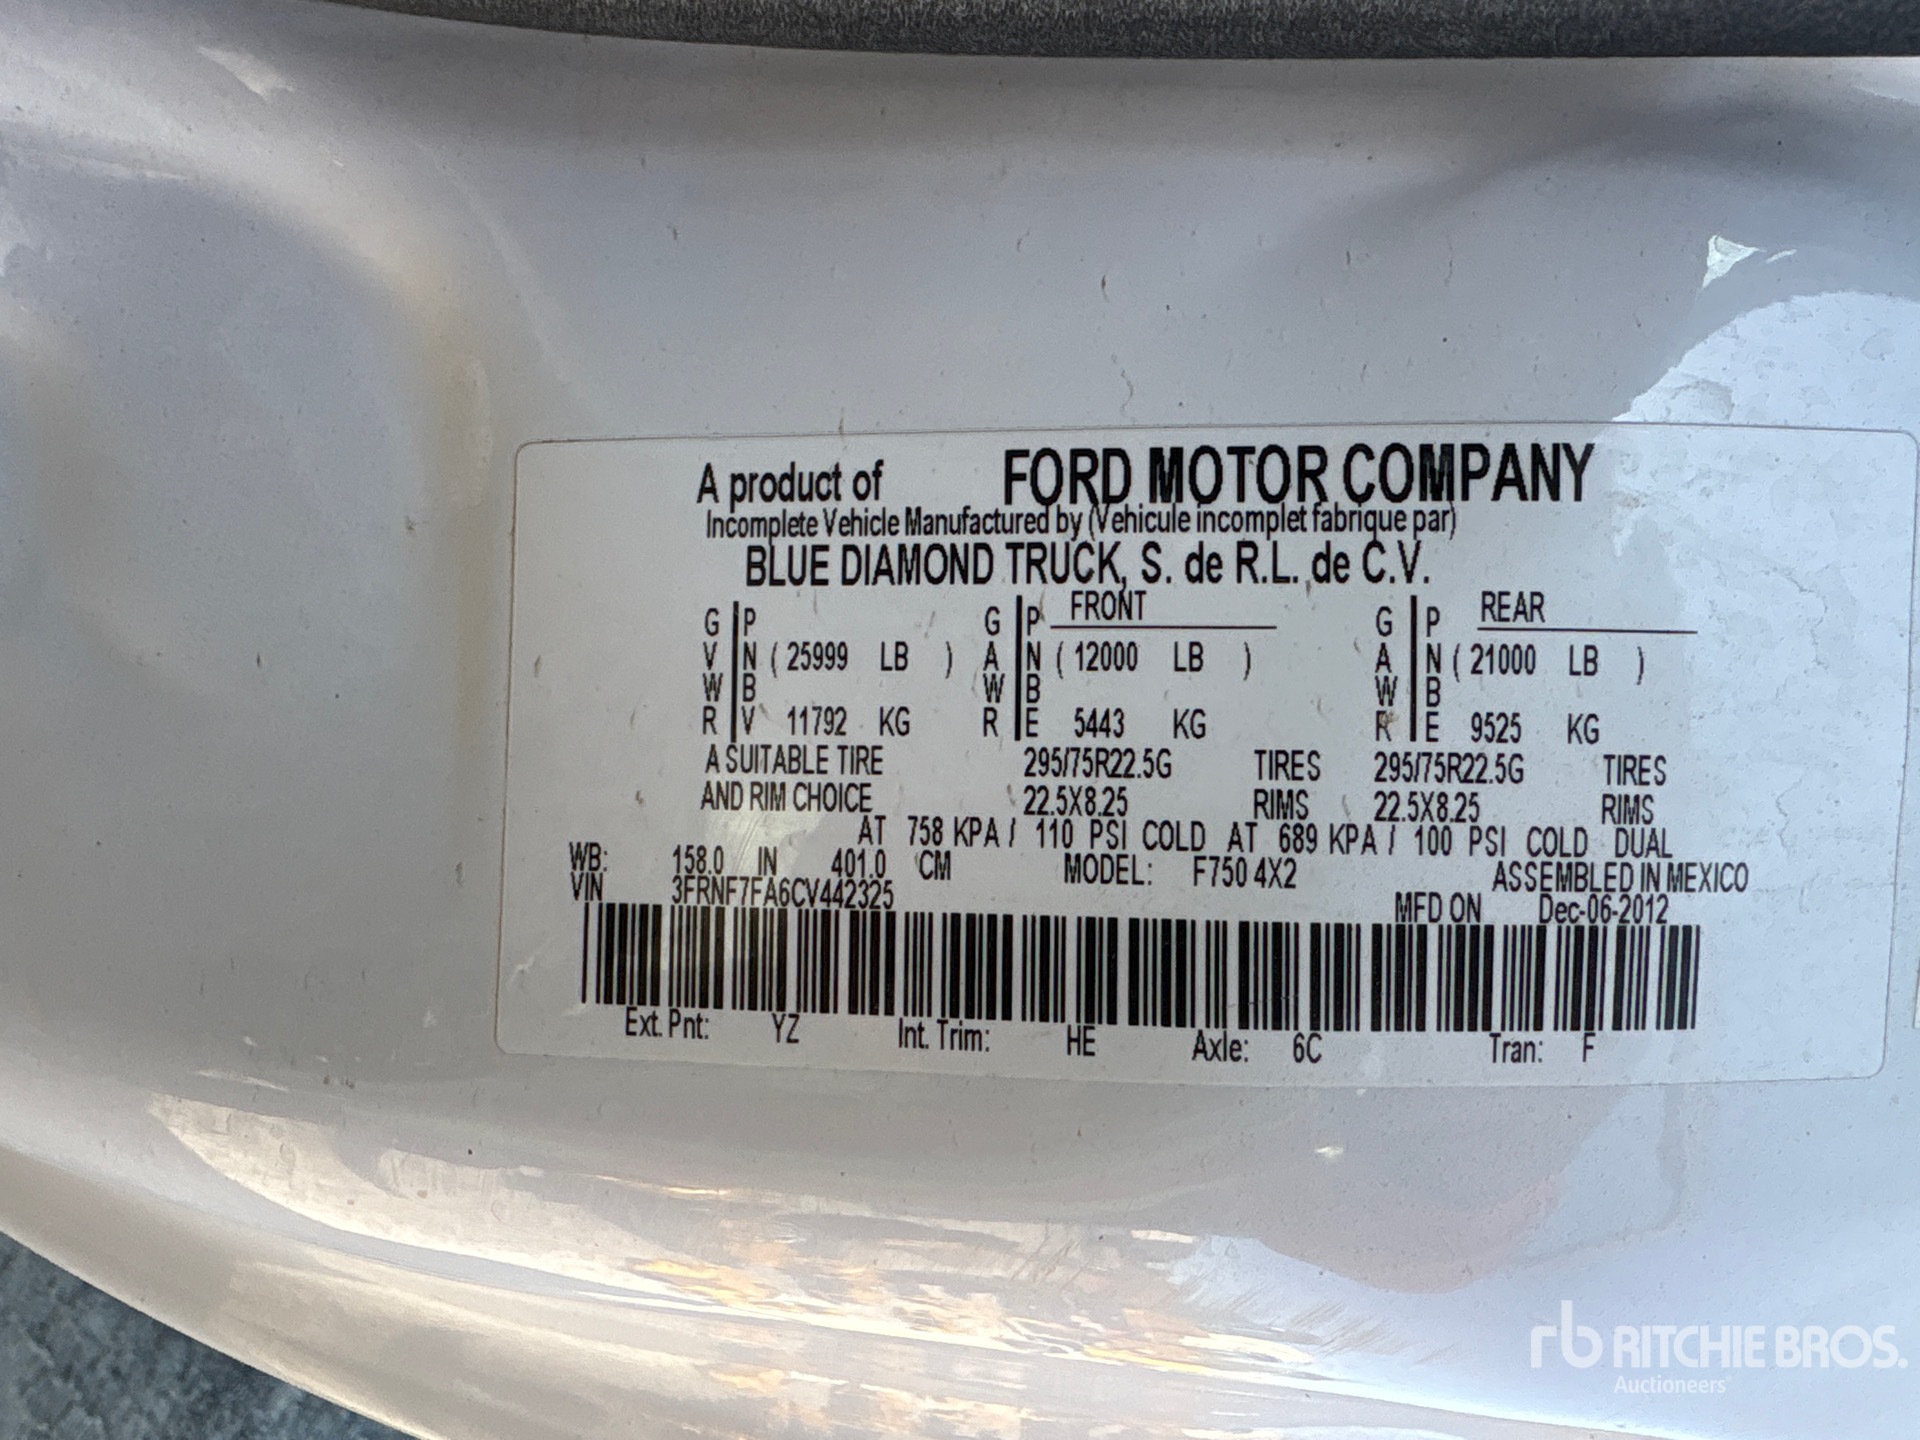 A product of FORD MOTOR COMPANY
Incomplete Vehicle Manufactured by (Vehicule incomplet fabrique par)
BLUE DIAMOND TRUCK, S. de R.L. de C.V.
G P G P FRONT G P REAR
V N ( 25999 LB ) A N ( 12000 LB ) A N ( 21000 LB )
W B W B W B
R V 11792 KG R E 5443 KG R E 9525 KG
A SUITABLE TIRE 295/75R22.5G TIRES 295/75R22.5G TIRES
AND RIM CHOICE 22.5X8.25 RIMS 22.5X8.25 RIMS
AT 758 KPA / 110 PSI COLD AT 689 KPA / 100 PSI COLD DUAL
WB: 158.0 IN 401.0 CM MODEL: F750 4X2 ASSEMBLED IN MEXICO
VIN 3FRNF7FA6CV442325 MFD ON Dec-06-2012
Ext. Pnt: YZ Int. Trim: HE Axle: 6C Tran: F
rb RITCHIE BROS.
Auctioneers